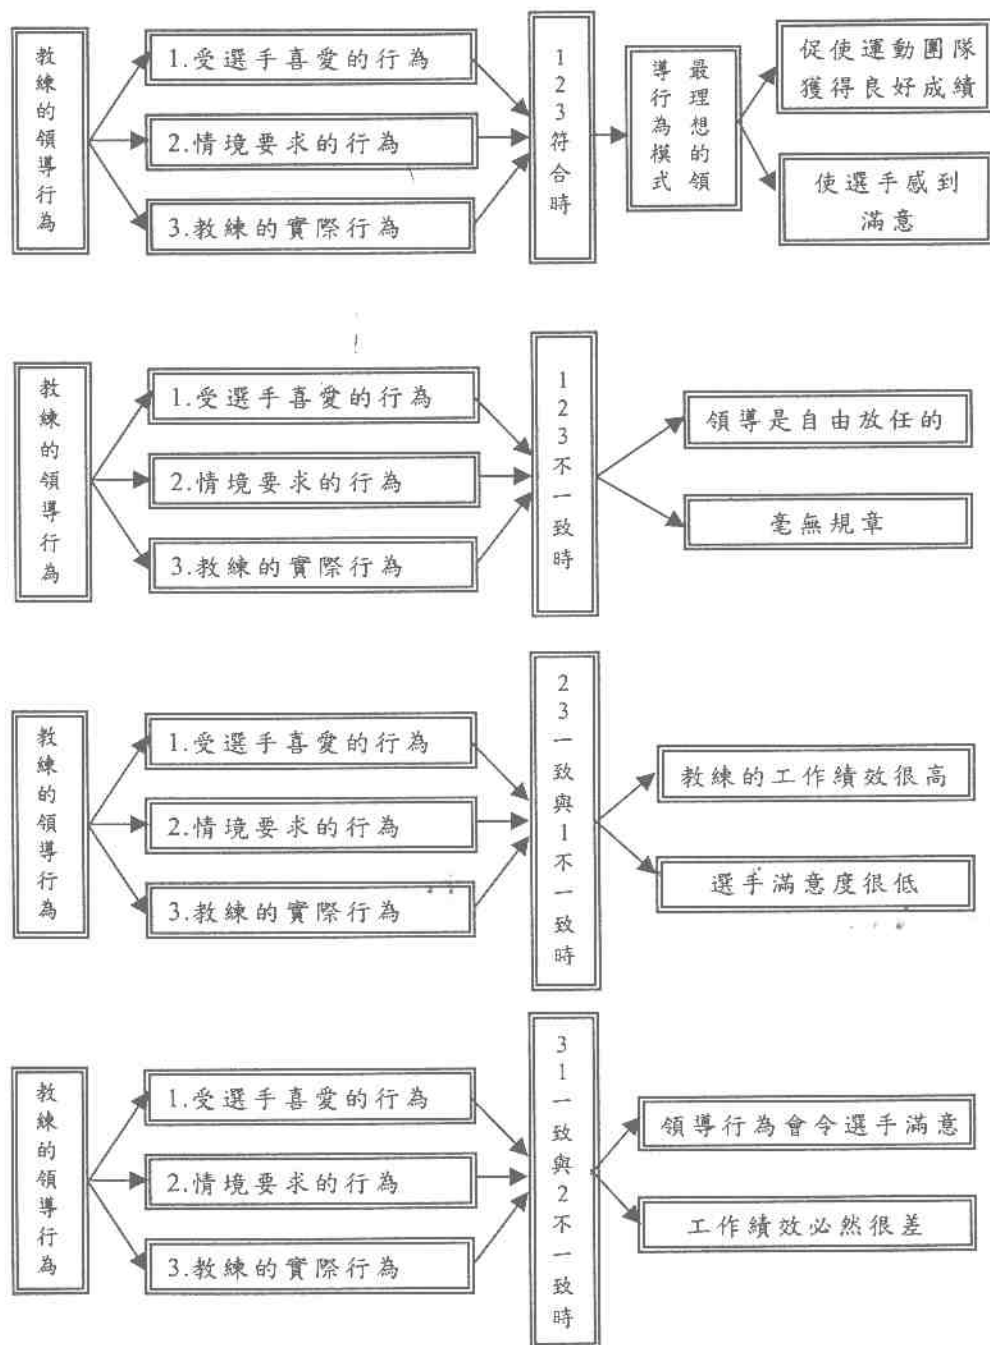 教練的領導行為
1.受選手喜愛的行為
2.情境要求的行為
3.教練的實際行為
123符合時
最理想的領
導行為模式
促使運動團隊
獲得良好成績
使選手感到
滿意
教練的領導行為
1.受選手喜愛的行為
2.情境要求的行為
3.教練的實際行為
123不一致時
領導是自由放任的
毫無規章
教練的領導行為
1.受選手喜愛的行為
2.情境要求的行為
3.教練的實際行為
23一致與1不一致時
教練的工作績效很高
選手滿意度很低
教練的領導行為
1.受選手喜愛的行為
2.情境要求的行為
3.教練的實際行為
31一致與2不一致時
領導行為會令選手滿意
工作績效必然很差